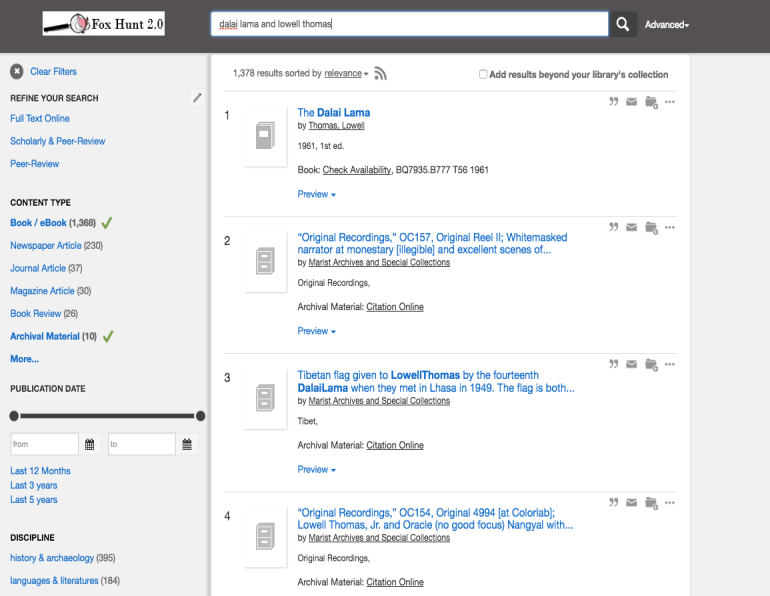 Fox Hunt 2.0
dalai lama and lowell thomas
Advanced
Clear Filters
REFINE YOUR SEARCH
Full Text Online
Scholarly & Peer-Review
Peer-Review
CONTENT TYPE
Book / eBook (1,368)
Newspaper Article (230)
Journal Article (37)
Magazine Article (30)
Book Review (26)
Archival Material (10)
More...
PUBLICATION DATE
from
to
Last 12 Months
Last 3 years
Last 5 years
DISCIPLINE
history & archaeology (395)
languages & literatures (184)
1,378 results sorted by relevance
Add results beyond your library's collection
1
The Dalai Lama
by Thomas, Lowell
1961, 1st ed.
Book: Check Availability, BQ7935.B777 T56 1961
Preview
2
“Original Recordings,” OC157, Original Reel II; Whitemasked
narrator at monestary [illegible] and excellent scenes of...
by Marist Archives and Special Collections
Original Recordings,
Archival Material: Citation Online
Preview
3
Tibetan flag given to LowellThomas by the fourteenth
DalaiLama when they met in Lhasa in 1949. The flag is both...
by Marist Archives and Special Collections
Tibet,
Archival Material: Citation Online
Preview
4
“Original Recordings,” OC154, Original 4994 [at Colorlab];
Lowell Thomas, Jr. and Oracle (no good focus) Nangyal with...
by Marist Archives and Special Collections
Original Recordings,
Archival Material: Citation Online